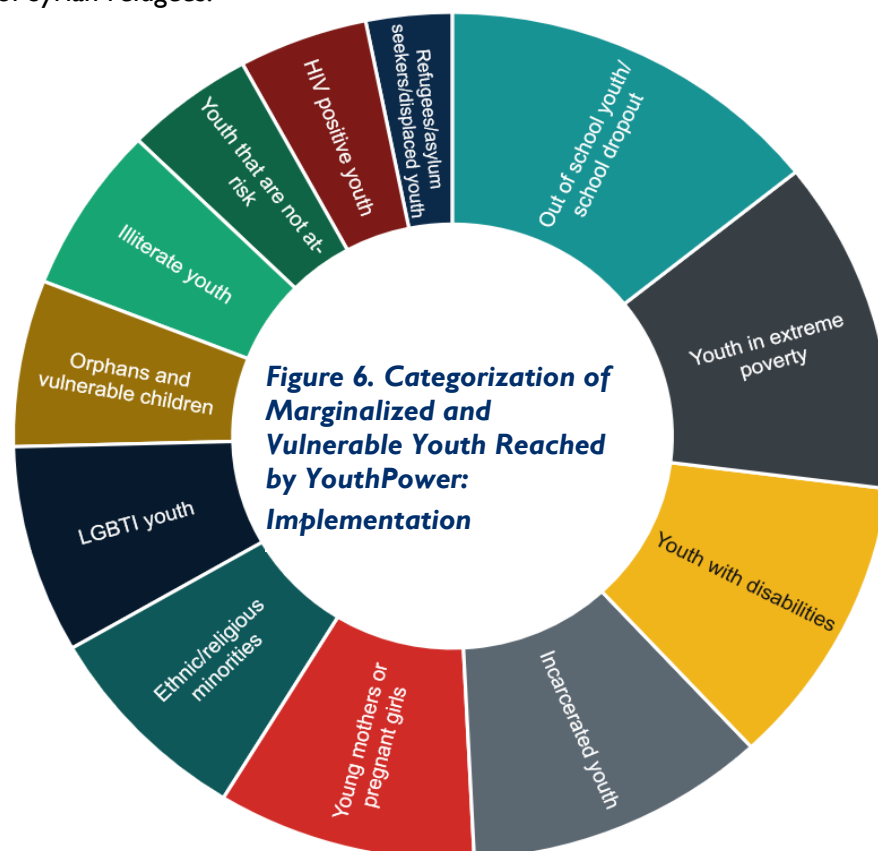 of Syrian refugees.
Out of school youth/
school dropout
Youth in extreme
poverty
Youth with disabilities
Incarcerated youth
Young mothers or
pregnant girls
Ethnic/religious
minorities
LGBTI youth
Orphans and
vulnerable children
Illiterate youth
Youth that are not at-
risk
HIV positive youth
Refugees/asylum
seekers/displaced youth
Figure 6. Categorization of
Marginalized and
Vulnerable Youth Reached
by YouthPower:
Implementation